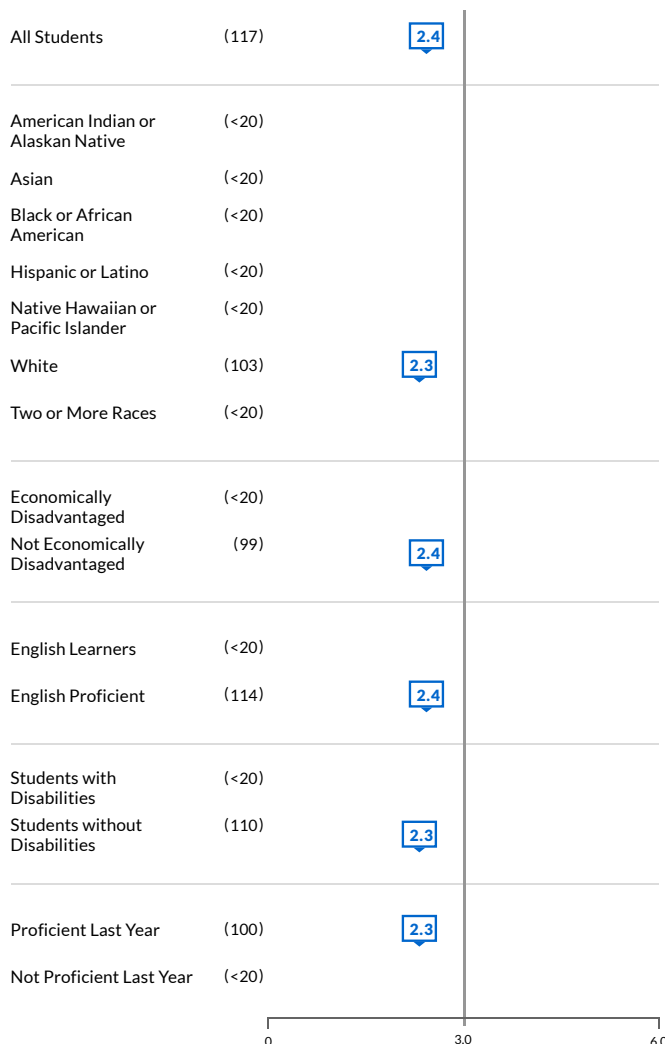 All Students (117) 2.4
American Indian or (<20)
Alaskan Native
Asian (<20)
Black or African (<20)
American
Hispanic or Latino (<20)
Native Hawaiian or (<20)
Pacific Islander
White (103) 2.3
Two or More Races (<20)
Economically (<20)
Disadvantaged
Not Economically (99) 2.4
Disadvantaged
English Learners (<20)
English Proficient (114) 2.4
Students with (<20)
Disabilities
Students without (110) 2.3
Disabilities
Proficient Last Year (100) 2.3
Not Proficient Last Year (<20)
0 3.0 6.0